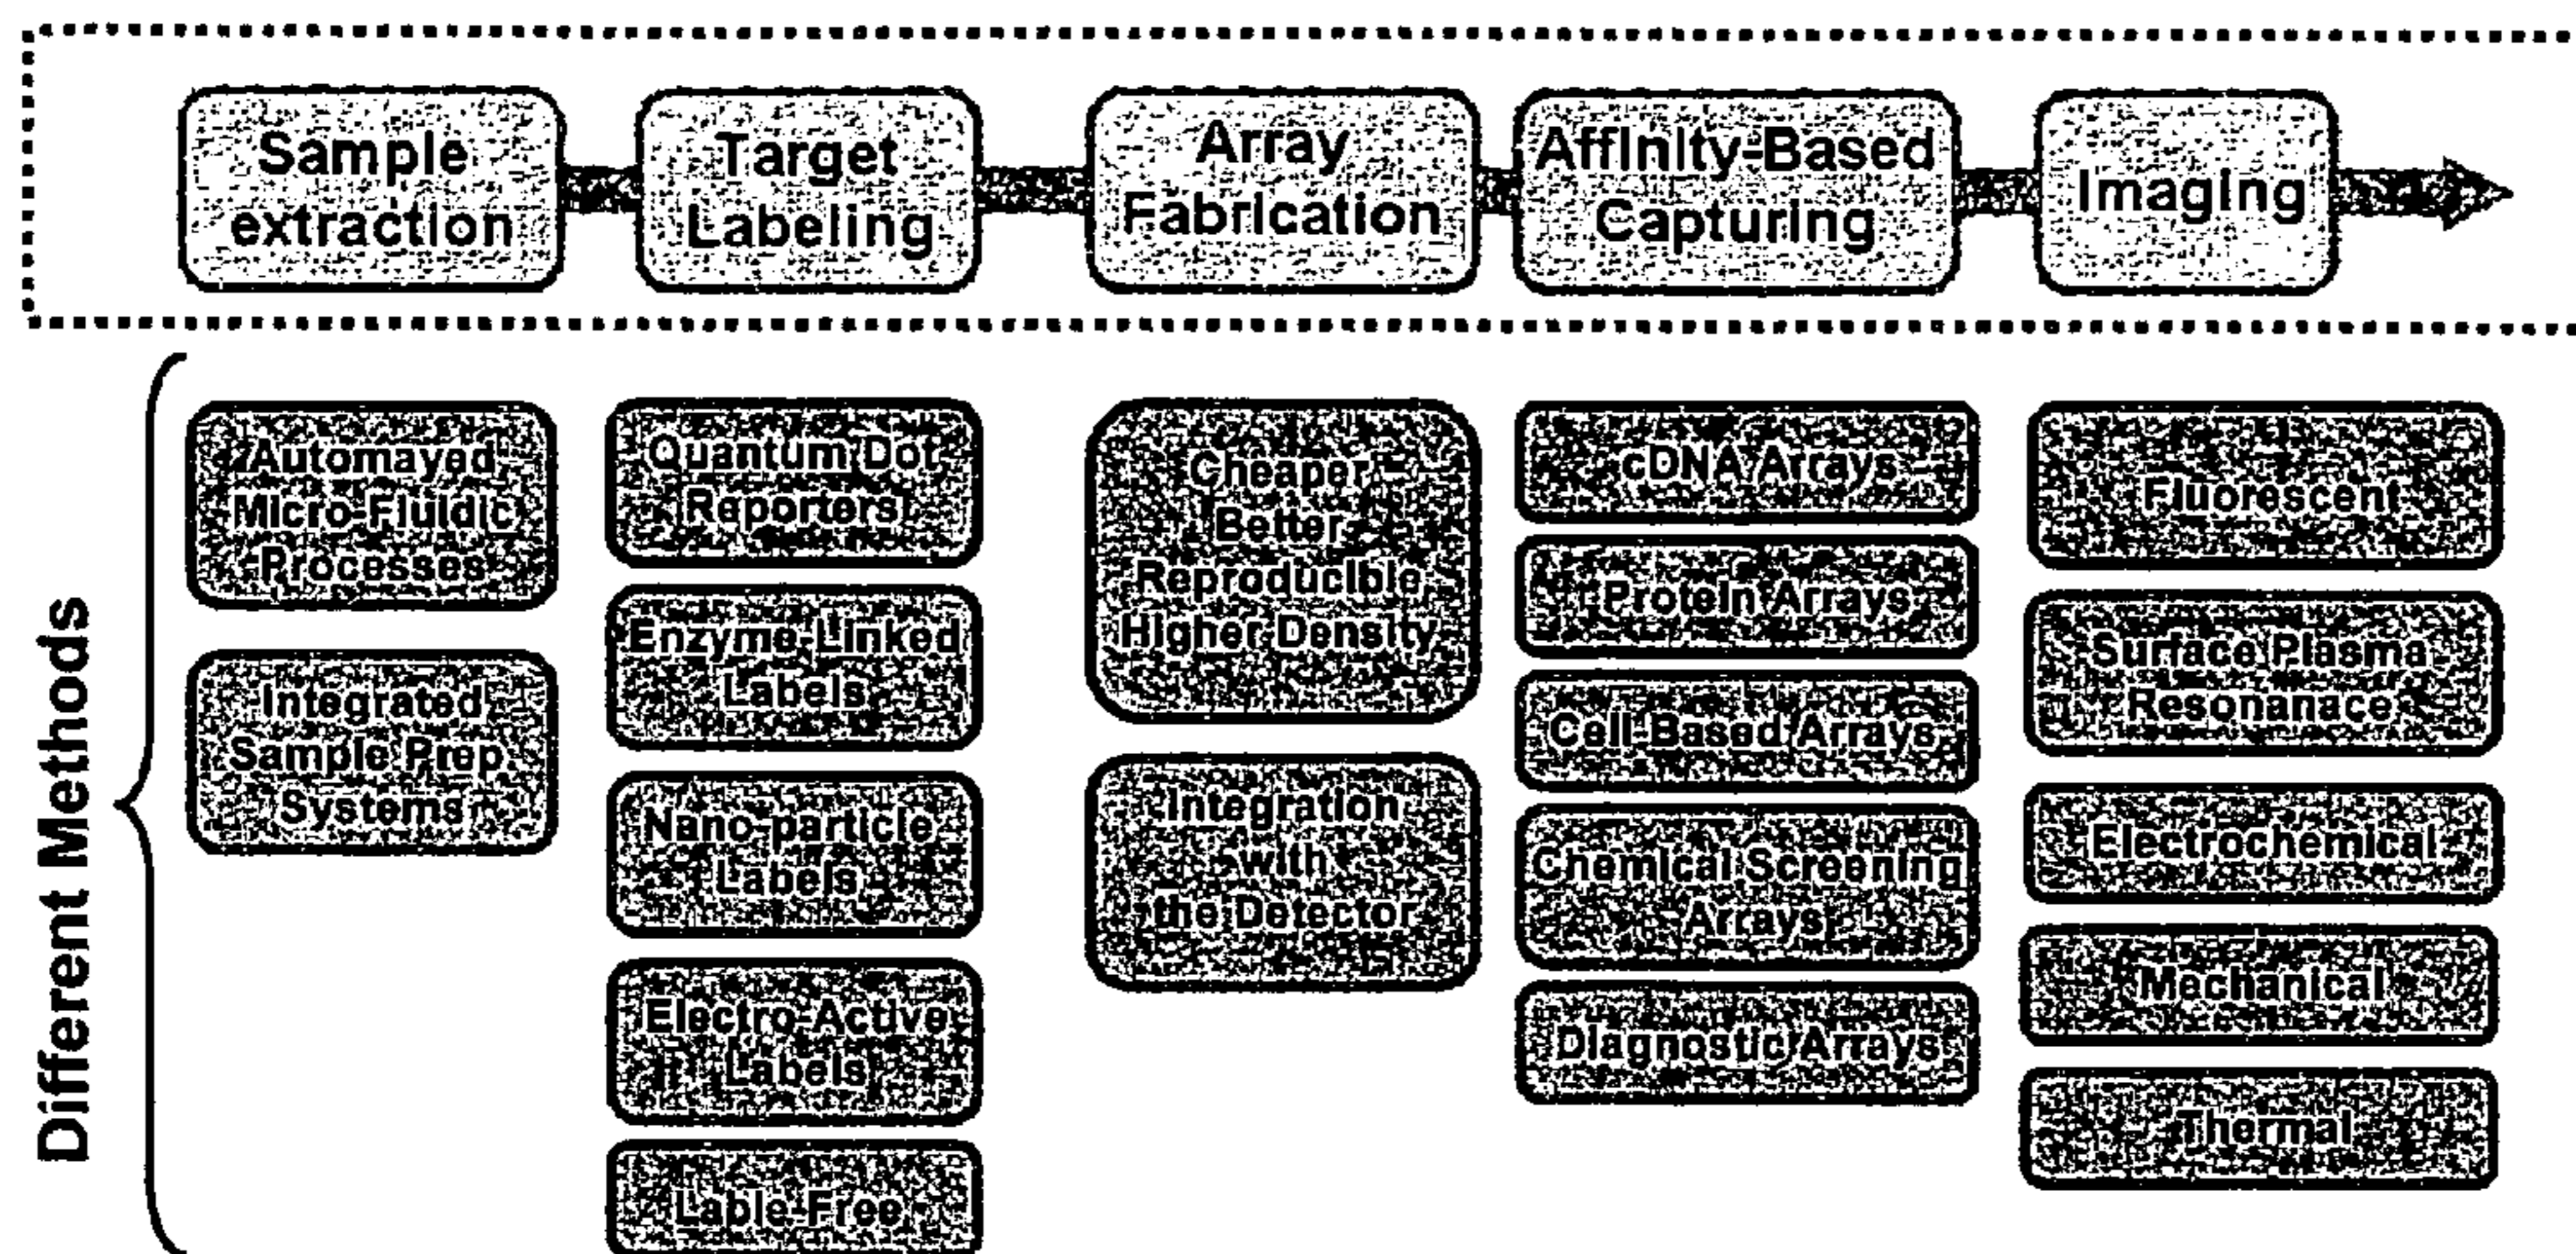 Sample
extraction
Target
Labeling
Array
Fabrication
Affinity-Based
Capturing
Imaging
Different Methods
Automayed
Micro-Fluidic
Processes
Integrated
Sample Prep
Systems
Quantum Dot
Reporters
Enzyme-Linked
Labels
Nano-particle
Labels
Electro-Active
Labels
Lable-Free
Cheaper
Better
Reproducible
Higher Density
Integration
with
the Detector
cDNA Arrays
Protein Arrays
Cell-Based Arrays
Chemical Screening
Arrays
Diagnostic Arrays
Fluorescent
Surface Plasma
Resonanace
Electrochemical
Mechanical
Thermal